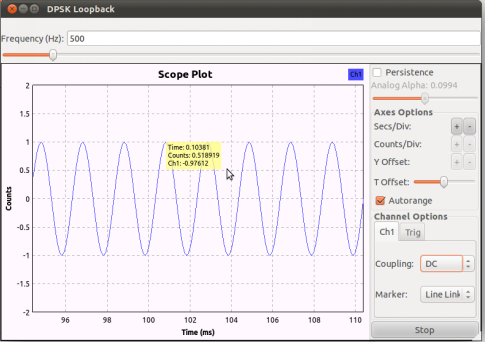 DPSK Loopback
Frequency (Hz): 500
Scope Plot
Ch1
2
1.5
1
0.5
0
-0.5
-1
-1.5
-2
Counts
Time: 0.10381
Counts: 0.518919
Ch1: -0.97612
96 98 100 102 104 106 108 110
Time (ms)
Persistence
Analog Alpha: 0.0994
Axes Options
Secs/Div: + -
Counts/Div: + -
Y Offset: + -
T Offset:
Autorange
Channel Options
Ch1 Trig
Coupling: DC
Marker: Line Link
Stop